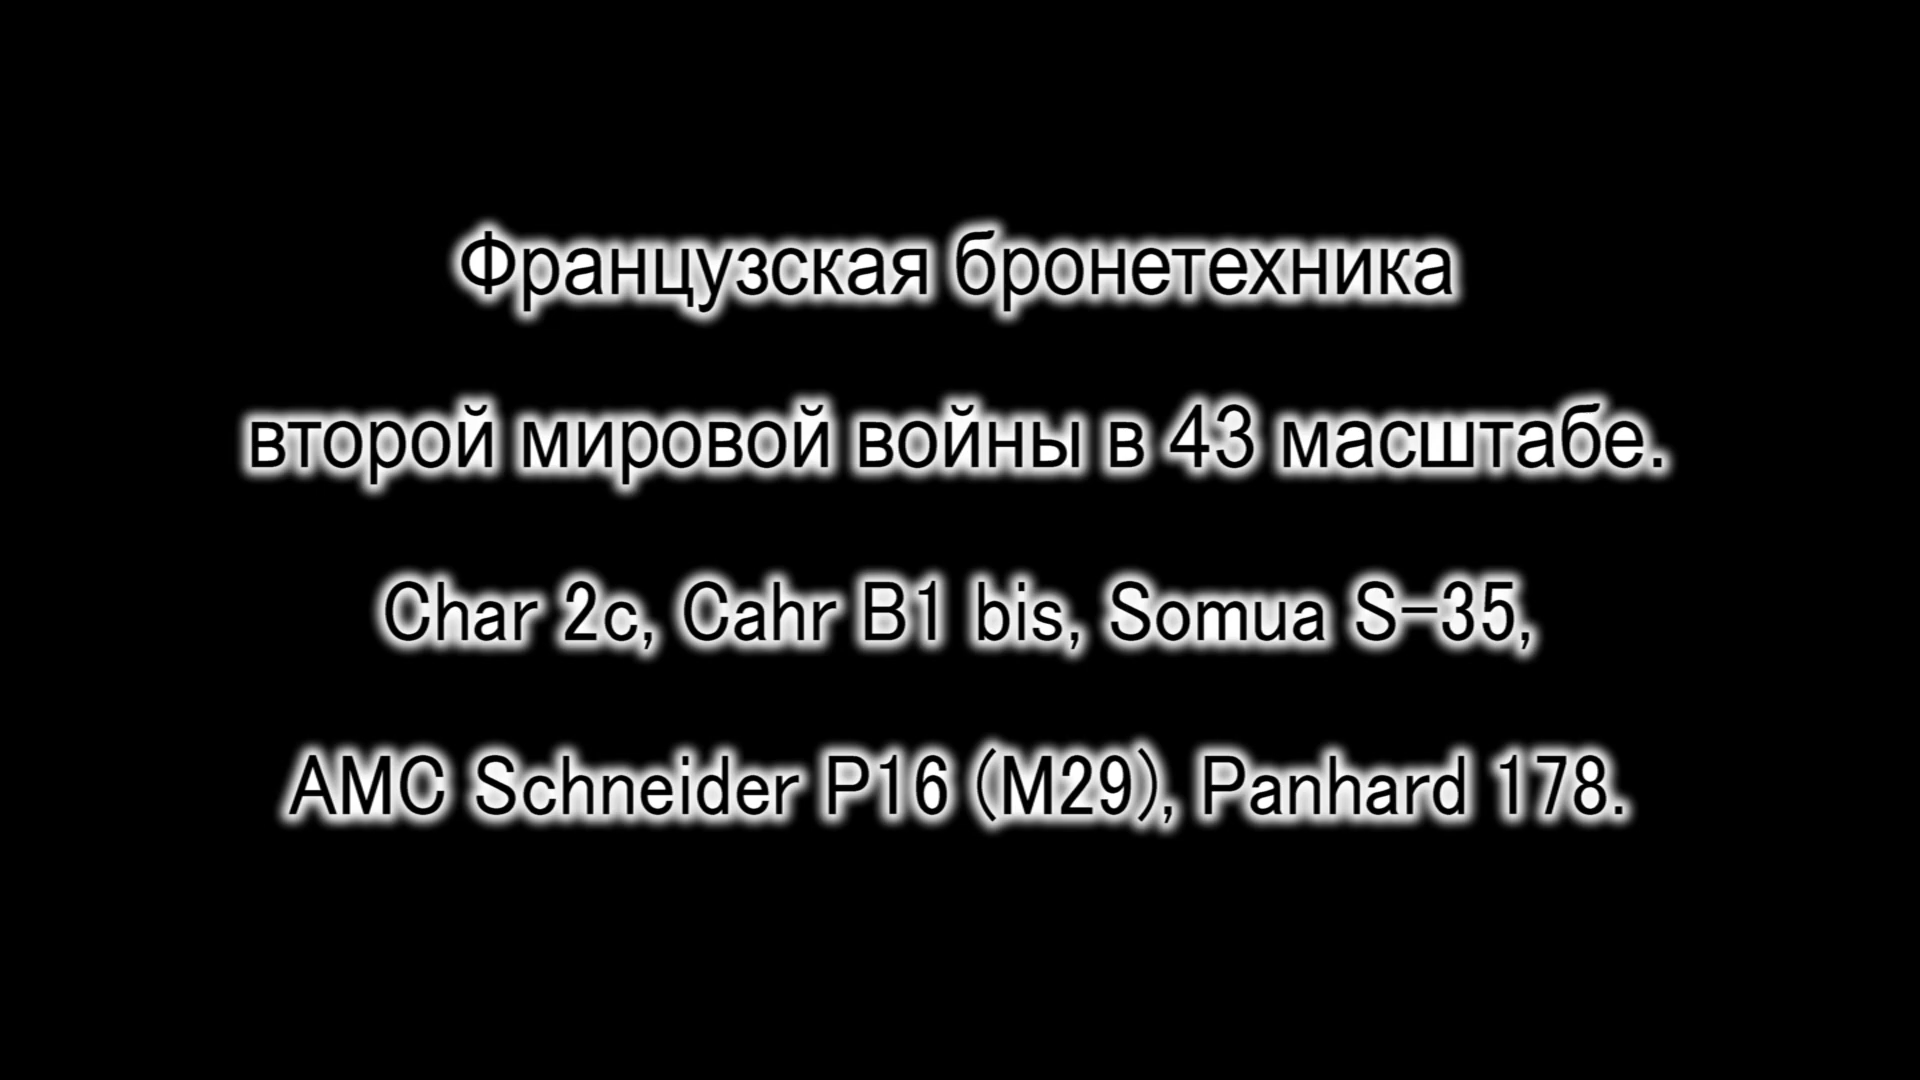 Французская бронетехника
второй мировой войны в 43 масштабе.
Char 2c, Cahr B1 bis, Somua S-35,
AMC Schneider P16 (M29), Panhard 178.